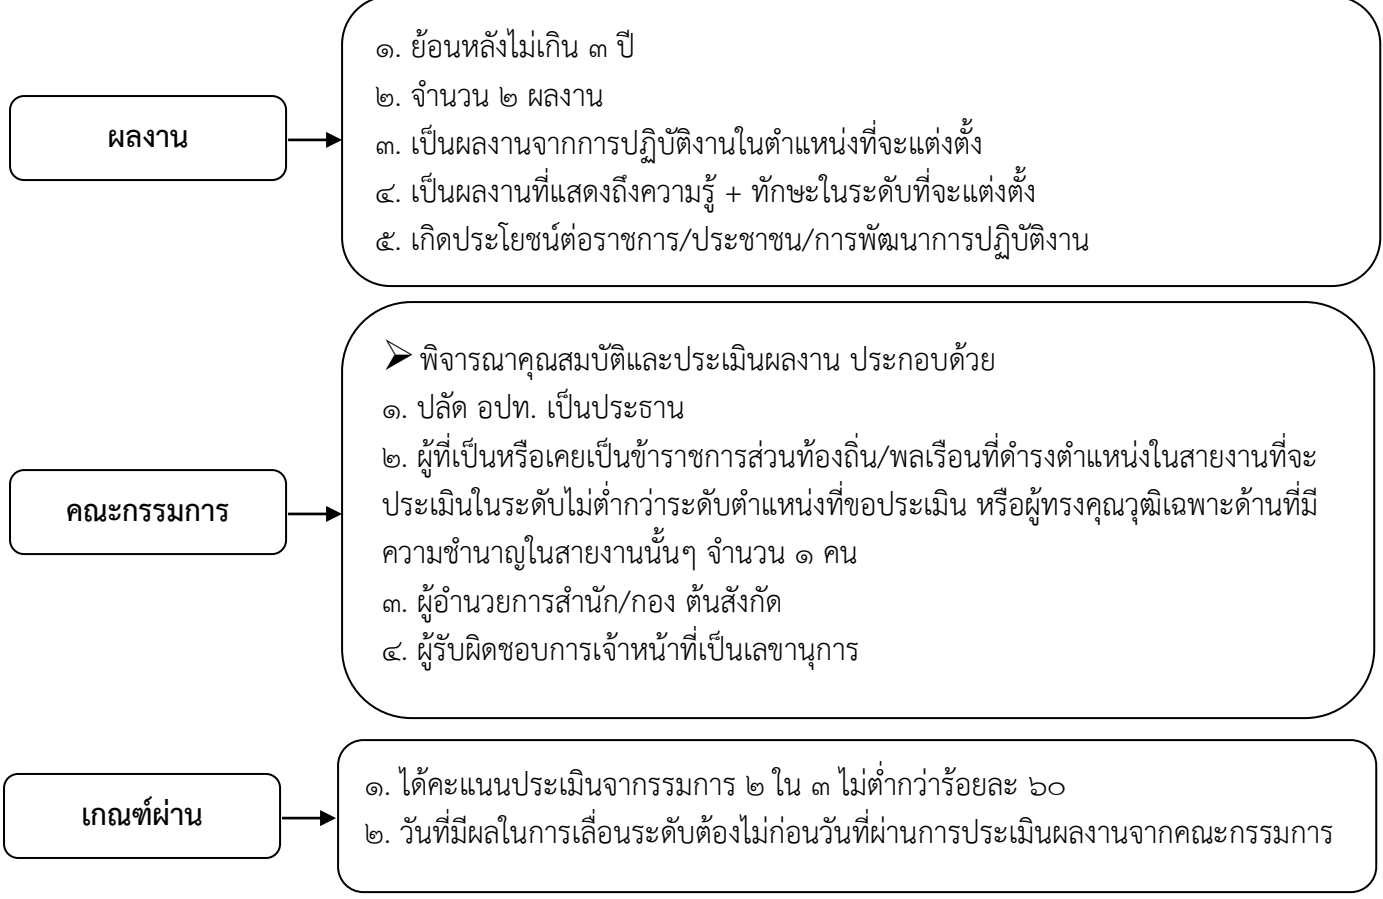 ผลงาน
๑. ย้อนหลังไม่เกิน ๓ ปี
๒. จำนวน ๒ ผลงาน
๓. เป็นผลงานจากการปฏิบัติงานในตำแหน่งที่จะแต่งตั้ง
๔. เป็นผลงานที่แสดงถึงความรู้ + ทักษะในระดับที่จะแต่งตั้ง
๕. เกิดประโยชน์ต่อราชการ/ประชาชน/การพัฒนาการปฏิบัติงาน
คณะกรรมการ
➢ พิจารณาคุณสมบัติและประเมินผลงาน ประกอบด้วย
๑. ปลัด อปท. เป็นประธาน
๒. ผู้ที่เป็นหรือเคยเป็นข้าราชการส่วนท้องถิ่น/พลเรือนที่ดำรงตำแหน่งในสายงานที่จะ
ประเมินในระดับไม่ต่ำกว่าระดับตำแหน่งที่ขอประเมิน หรือผู้ทรงคุณวุฒิเฉพาะด้านที่มี
ความชำนาญในสายงานนั้นๆ จำนวน ๑ คน
๓. ผู้อำนวยการสำนัก/กอง ต้นสังกัด
๔. ผู้รับผิดชอบการเจ้าหน้าที่เป็นเลขานุการ
เกณฑ์ผ่าน
๑. ได้คะแนนประเมินจากรรมการ ๒ ใน ๓ ไม่ต่ำกว่าร้อยละ ๖๐
๒. วันที่มีผลในการเลื่อนระดับต้องไม่ก่อนวันที่ผ่านการประเมินผลงานจากคณะกรรมการ